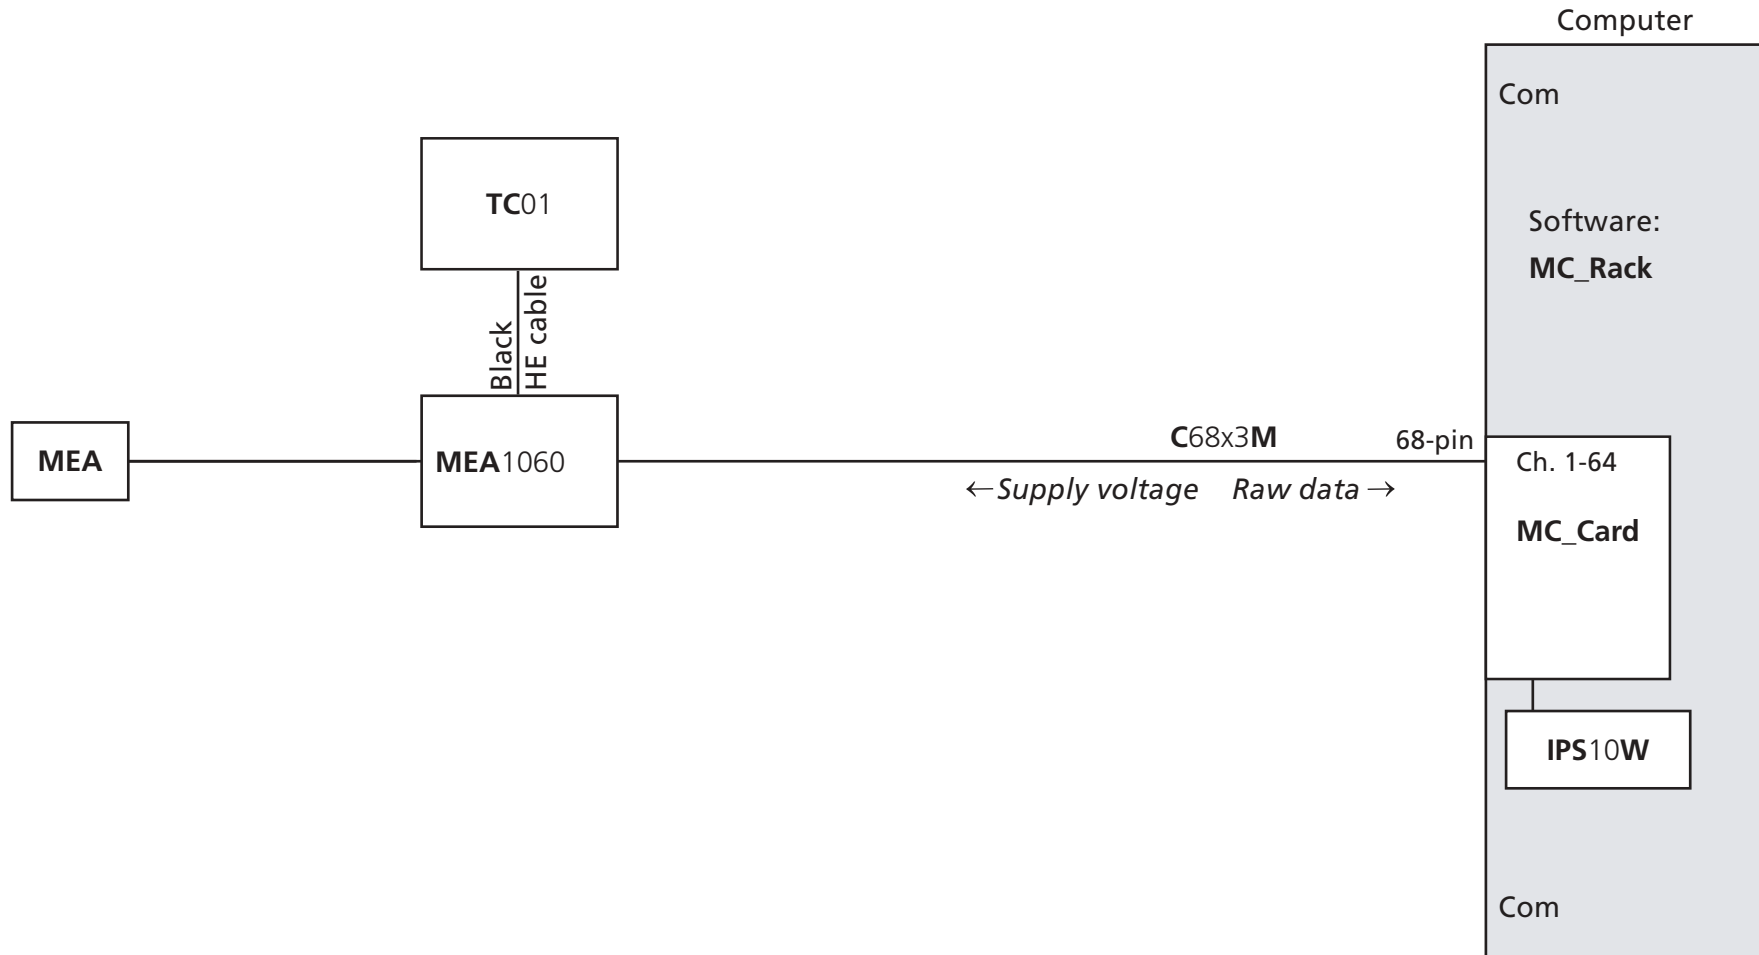 Computer
Com
TC01
Software:
MC_Rack
Black
HE cable
MEA
MEA1060
C68x3M
68-pin
←Supply voltage Raw data→
Ch. 1-64
MC_Card
IPS10W
Com